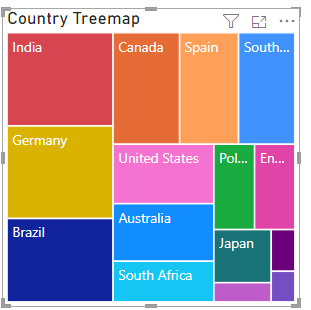 Country Treemap
India
Canada
Spain
South...
Germany
United States
Pol...
En...
Australia
Japan
Brazil
South Africa